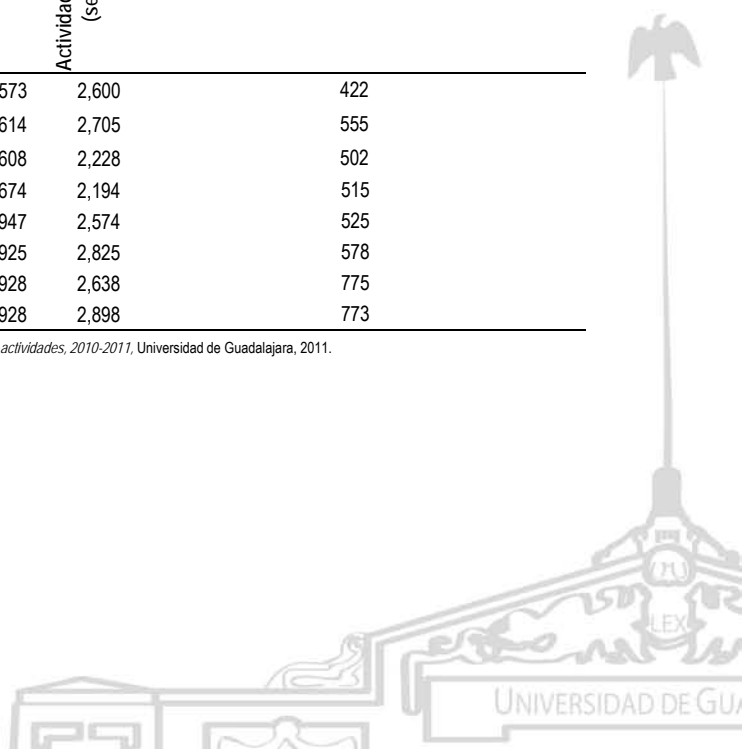 Actividad
(se
573 2,600 422
614 2,705 555
608 2,228 502
674 2,194 515
947 2,574 525
925 2,825 578
928 2,638 775
928 2,898 773
actividades, 2010-2011, Universidad de Guadalajara, 2011.
LEX
UNIVERSIDAD DE GUA